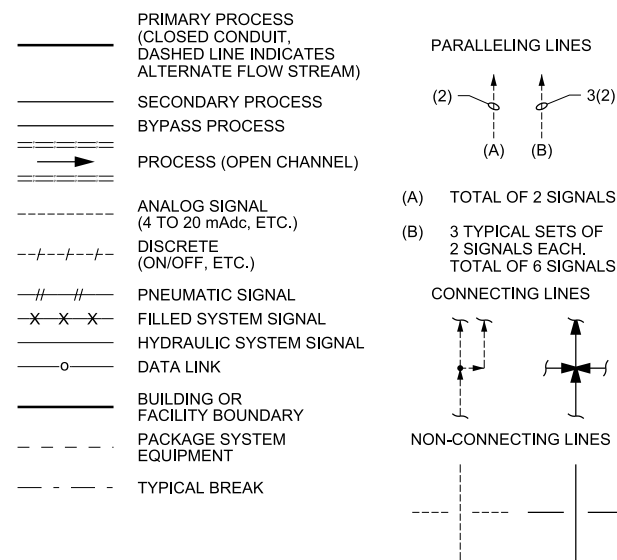 PRIMARY PROCESS
(CLOSED CONDUIT,
DASHED LINE INDICATES
ALTERNATE FLOW STREAM)
SECONDARY PROCESS
BYPASS PROCESS
PROCESS (OPEN CHANNEL)
ANALOG SIGNAL
(4 TO 20 mAdc, ETC.)
DISCRETE
(ON/OFF, ETC.)
PNEUMATIC SIGNAL
X X X
FILLED SYSTEM SIGNAL
HYDRAULIC SYSTEM SIGNAL
o
DATA LINK
BUILDING OR
FACILITY BOUNDARY
PACKAGE SYSTEM
EQUIPMENT
TYPICAL BREAK
PARALLELING LINES
(2)
3(2)
(A) (B)
(A) TOTAL OF 2 SIGNALS
(B) 3 TYPICAL SETS OF
2 SIGNALS EACH.
TOTAL OF 6 SIGNALS
CONNECTING LINES
NON-CONNECTING LINES